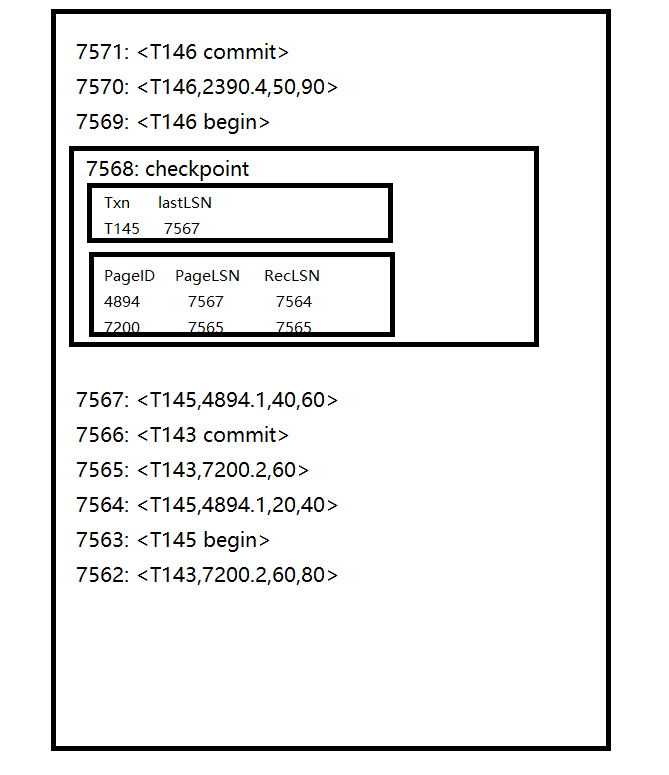 7571: <T146 commit>
7570: <T146,2390.4,50,90>
7569: <T146 begin>
7568: checkpoint
Txn lastLSN
T145 7567
PageID PageLSN RecLSN
4894 7567 7564
7200 7565 7565
7567: <T145,4894.1,40,60>
7566: <T143 commit>
7565: <T143,7200.2,60>
7564: <T145,4894.1,20,40>
7563: <T145 begin>
7562: <T143,7200.2,60,80>